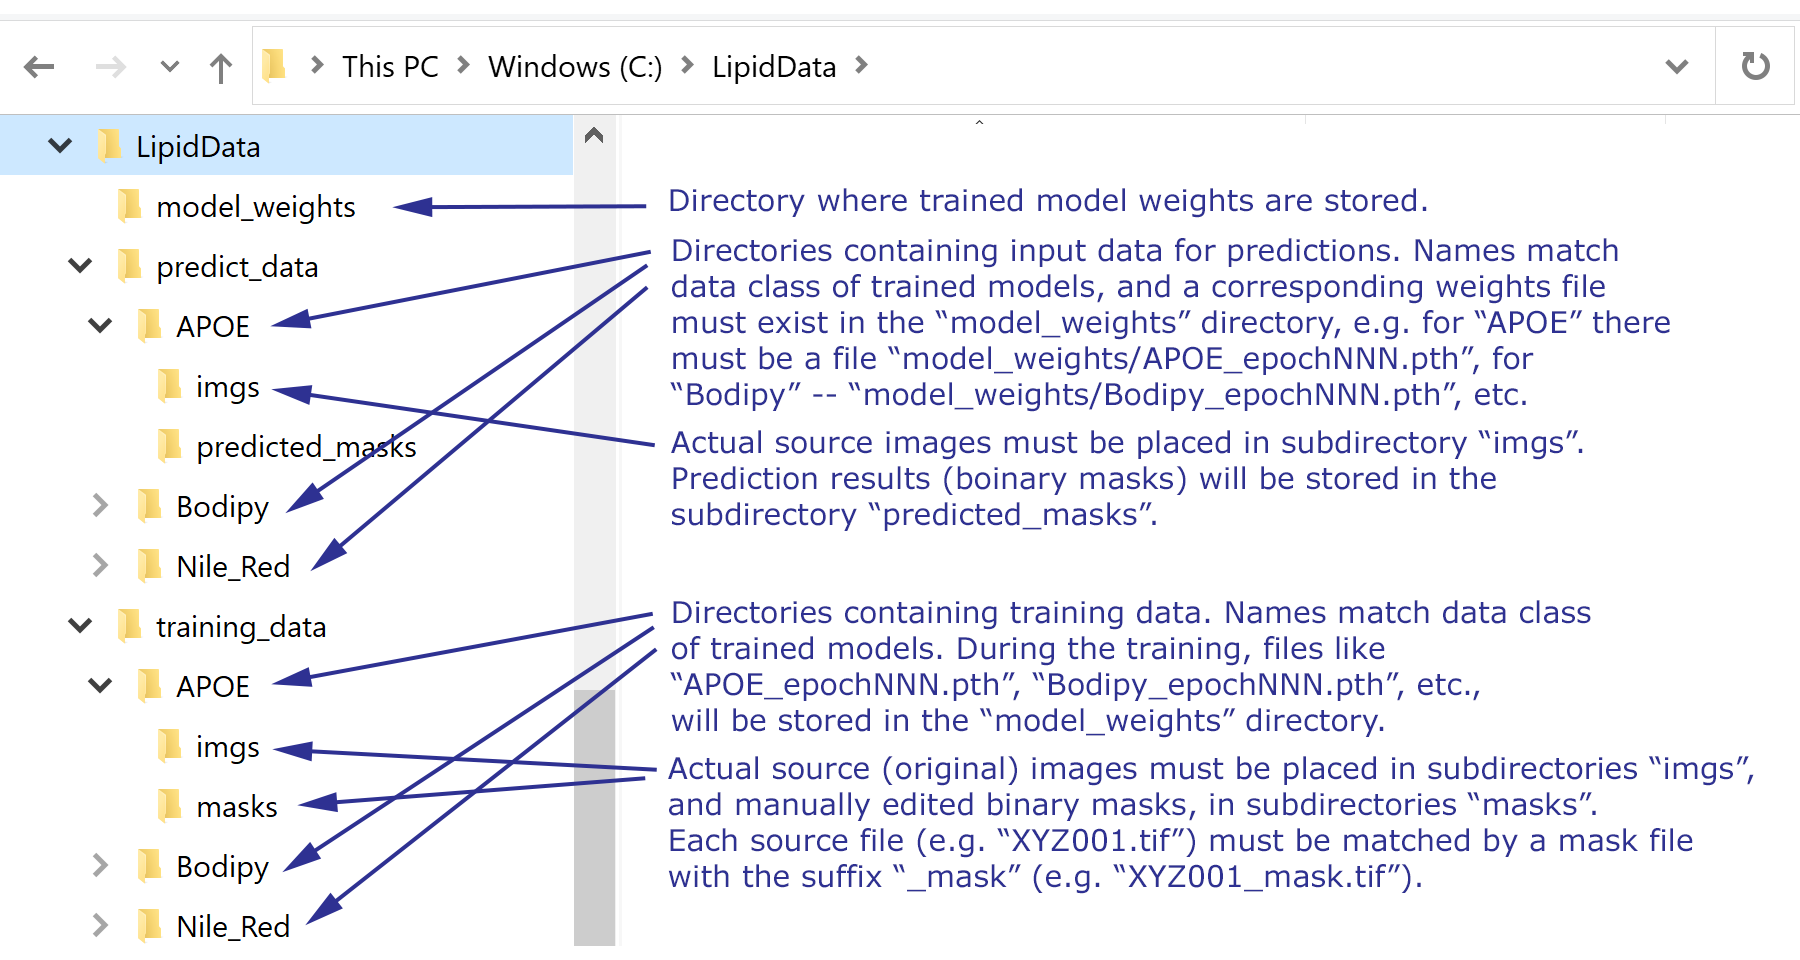 This PC Windows (C:) LipidData
LipidData
model_weights
Directory where trained model weights are stored.
predict_data
Directories containing input data for predictions. Names match
data class of trained models, and a corresponding weights file
must exist in the “model_weights” directory, e.g. for “APOE” there
must be a file “model_weights/APOE_epochNNN.pth”, for
“Bodipy” -- “model_weights/Bodipy_epochNNN.pth”, etc.
APOE
imgs
predicted_masks
Actual source images must be placed in subdirectory “imgs”.
Prediction results (boinary masks) will be stored in the
subdirectory “predicted_masks”.
Bodipy
Nile_Red
training_data
Directories containing training data. Names match data class
of trained models. During the training, files like
“APOE_epochNNN.pth”, “Bodipy_epochNNN.pth”, etc.,
will be stored in the “model_weights” directory.
APOE
imgs
masks
Actual source (original) images must be placed in subdirectories “imgs”,
and manually edited binary masks, in subdirectories “masks”.
Each source file (e.g. “XYZ001.tif”) must be matched by a mask file
with the suffix “_mask” (e.g. “XYZ001_mask.tif”).
Bodipy
Nile_Red